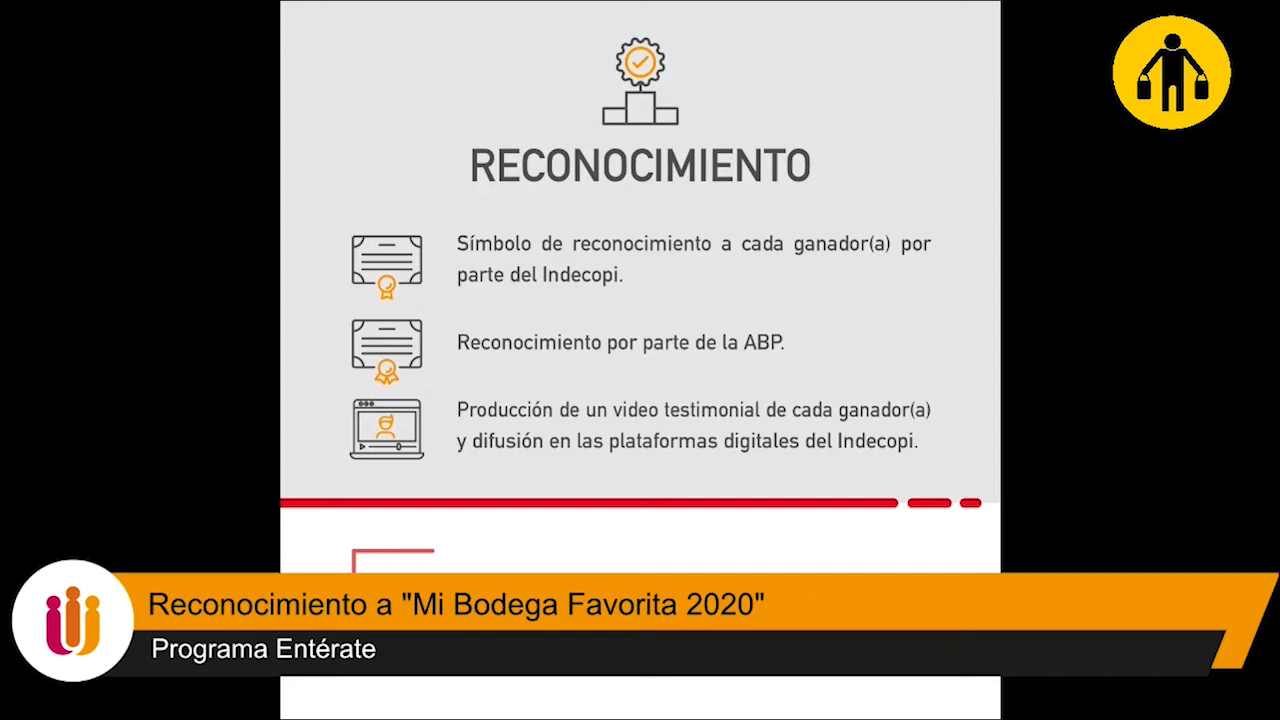 RECONOCIMIENTO
Símbolo de reconocimiento a cada ganador(a) por
parte del Indecopi.
Reconocimiento por parte de la ABP.
Producción de un video testimonial de cada ganador(a)
y difusión en las plataformas digitales del Indecopi.
Reconocimiento a "Mi Bodega Favorita 2020"
Programa Entérate